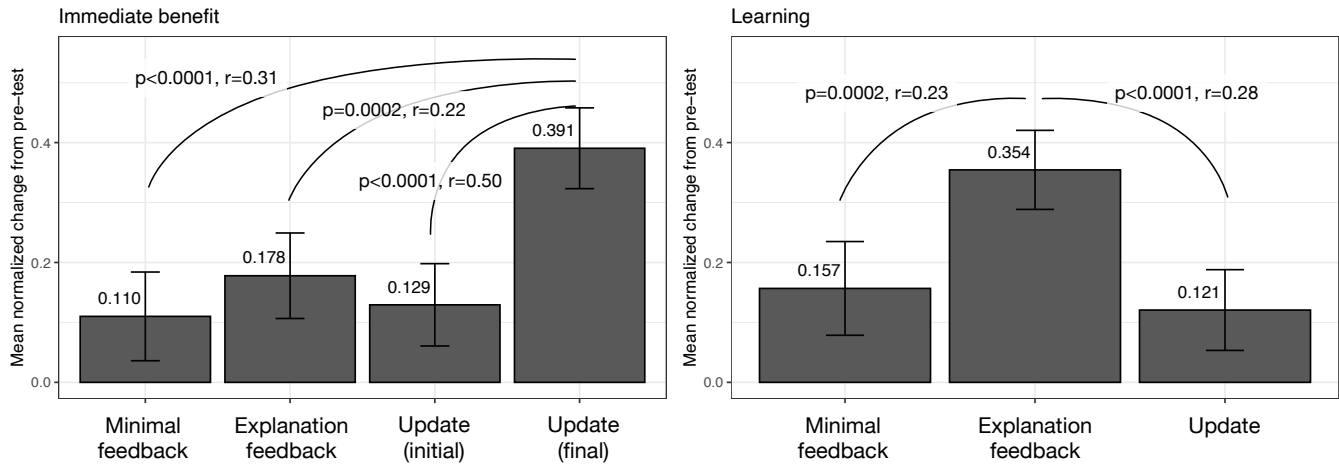 Immediate benefit
Mean normalized change from pre-test
0.4
0.2
0.0
p<0.0001, r=0.31
p=0.0002, r=0.22
p<0.0001, r=0.50
0.110
0.178
0.129
0.391
Minimal
feedback
Explanation
feedback
Update
(initial)
Update
(final)
Learning
Mean normalized change from pre-test
0.4
0.2
0.0
p=0.0002, r=0.23
p<0.0001, r=0.28
0.157
0.354
0.121
Minimal
feedback
Explanation
feedback
Update